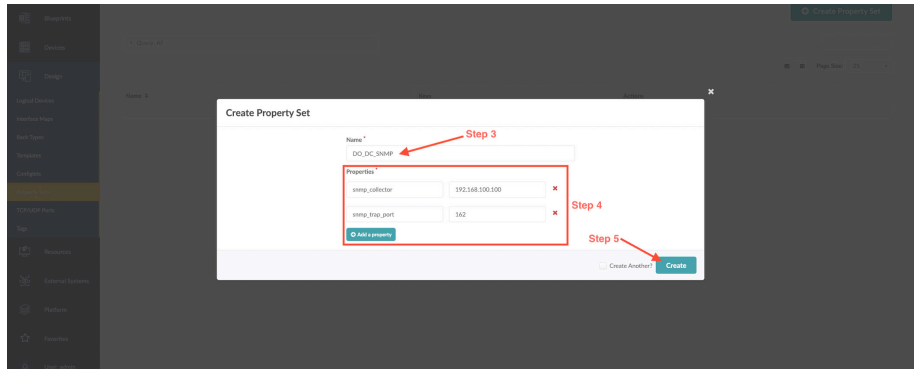 Blueprints
Create Property Set
Devices
Design
Page Size: 25
Logical Devices
Name
Actions
Interface Maps
Rack Types
Templates
Configlets
TCP/UDP Ports
Tags
Resources
External Systems
Platform
Favorites
Create Property Set
Name *
Step 3
DO_DC_SNMP
Properties *
snmp_collector
192.168.100.100
Step 4
snmp_trap_port
162
Add a property
Step 5
Create Another?
Create